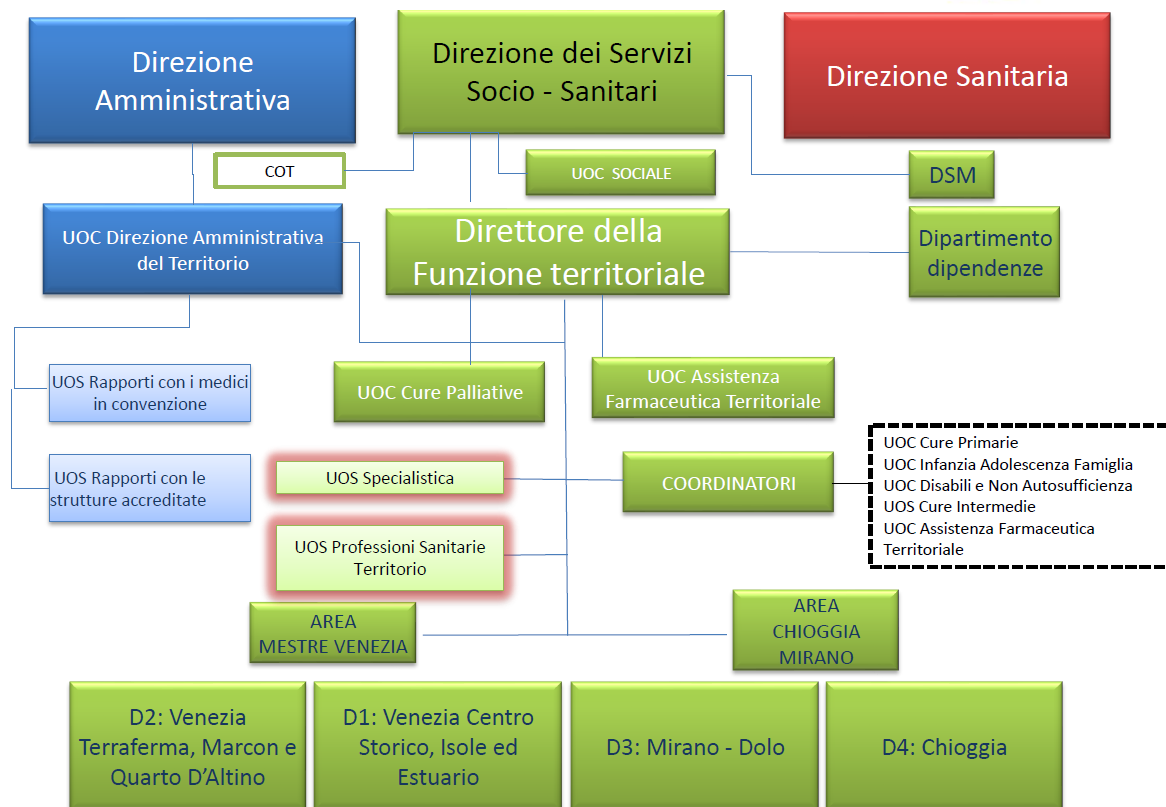 Direzione
Amministrativa
Direzione dei Servizi
Socio - Sanitari
Direzione Sanitaria
COT
UOC SOCIALE
DSM
UOC Direzione Amministrativa
del Territorio
Direttore della
Funzione territoriale
Dipartimento
dipendenze
UOS Rapporti con i medici
in convenzione
UOC Cure Palliative
UOC Assistenza
Farmaceutica Territoriale
UOS Rapporti con le
strutture accreditate
UOS Specialistica
COORDINATORI
UOC Cure Primarie
UOC Infanzia Adolescenza Famiglia
UOC Disabili e Non Autosufficienza
UOS Cure Intermedie
UOC Assistenza Farmaceutica
Territoriale
UOS Professioni Sanitarie
Territorio
AREA
MESTRE VENEZIA
AREA
CHIOGGIA
MIRANO
D2: Venezia
Terraferma, Marcon e
Quarto D’Altino
D1: Venezia Centro
Storico, Isole ed
Estuario
D3: Mirano - Dolo
D4: Chioggia